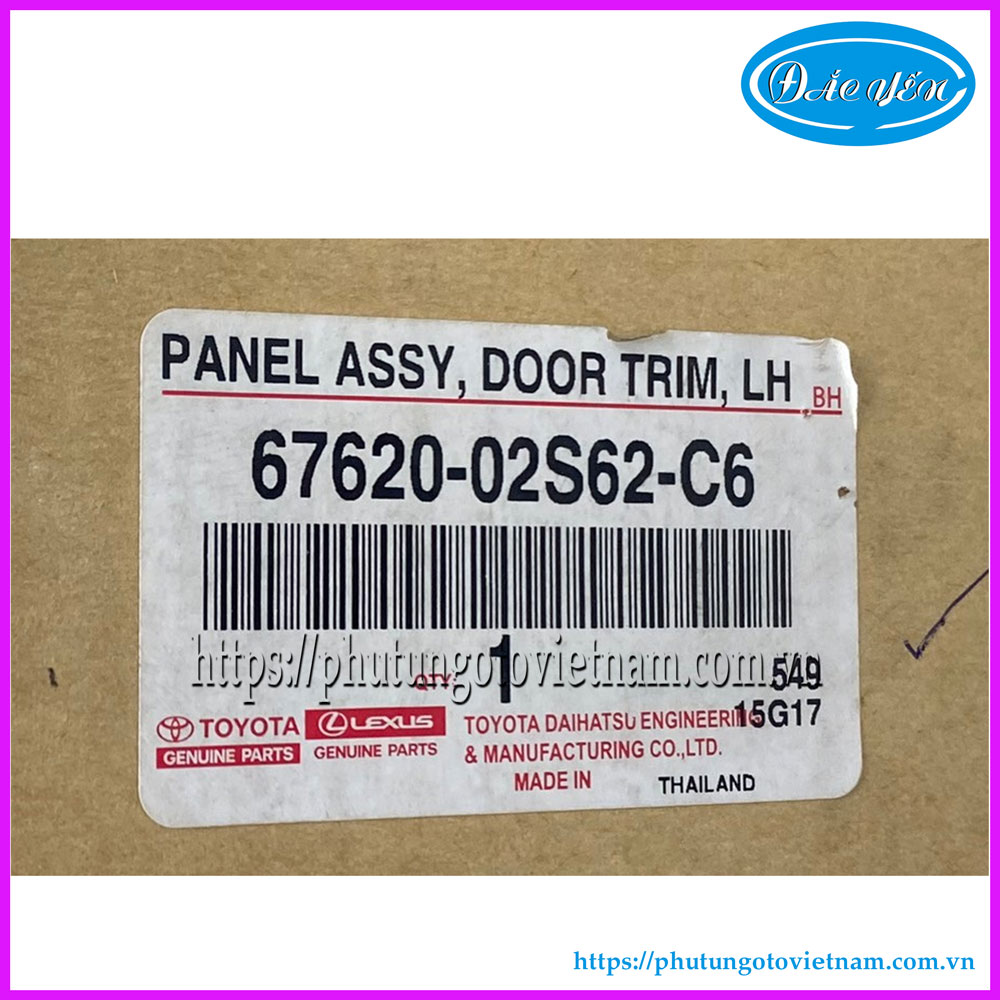 ĐẮC YẾN
PANEL ASSY, DOOR TRIM, LH BH
67620-02S62-C6
https://phutungotovietnam.com.vn
QTY. 1 549
15G17
TOYOTA
GENUINE PARTS
LEXUS
GENUINE PARTS
TOYOTA DAIHATSU ENGINEERING
& MANUFACTURING CO.,LTD.
MADE IN THAILAND
https://phutungotovietnam.com.vn